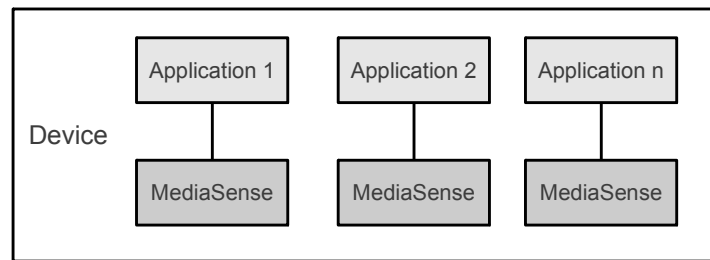 Application 1
Application 2
Application n
Device
MediaSense
MediaSense
MediaSense